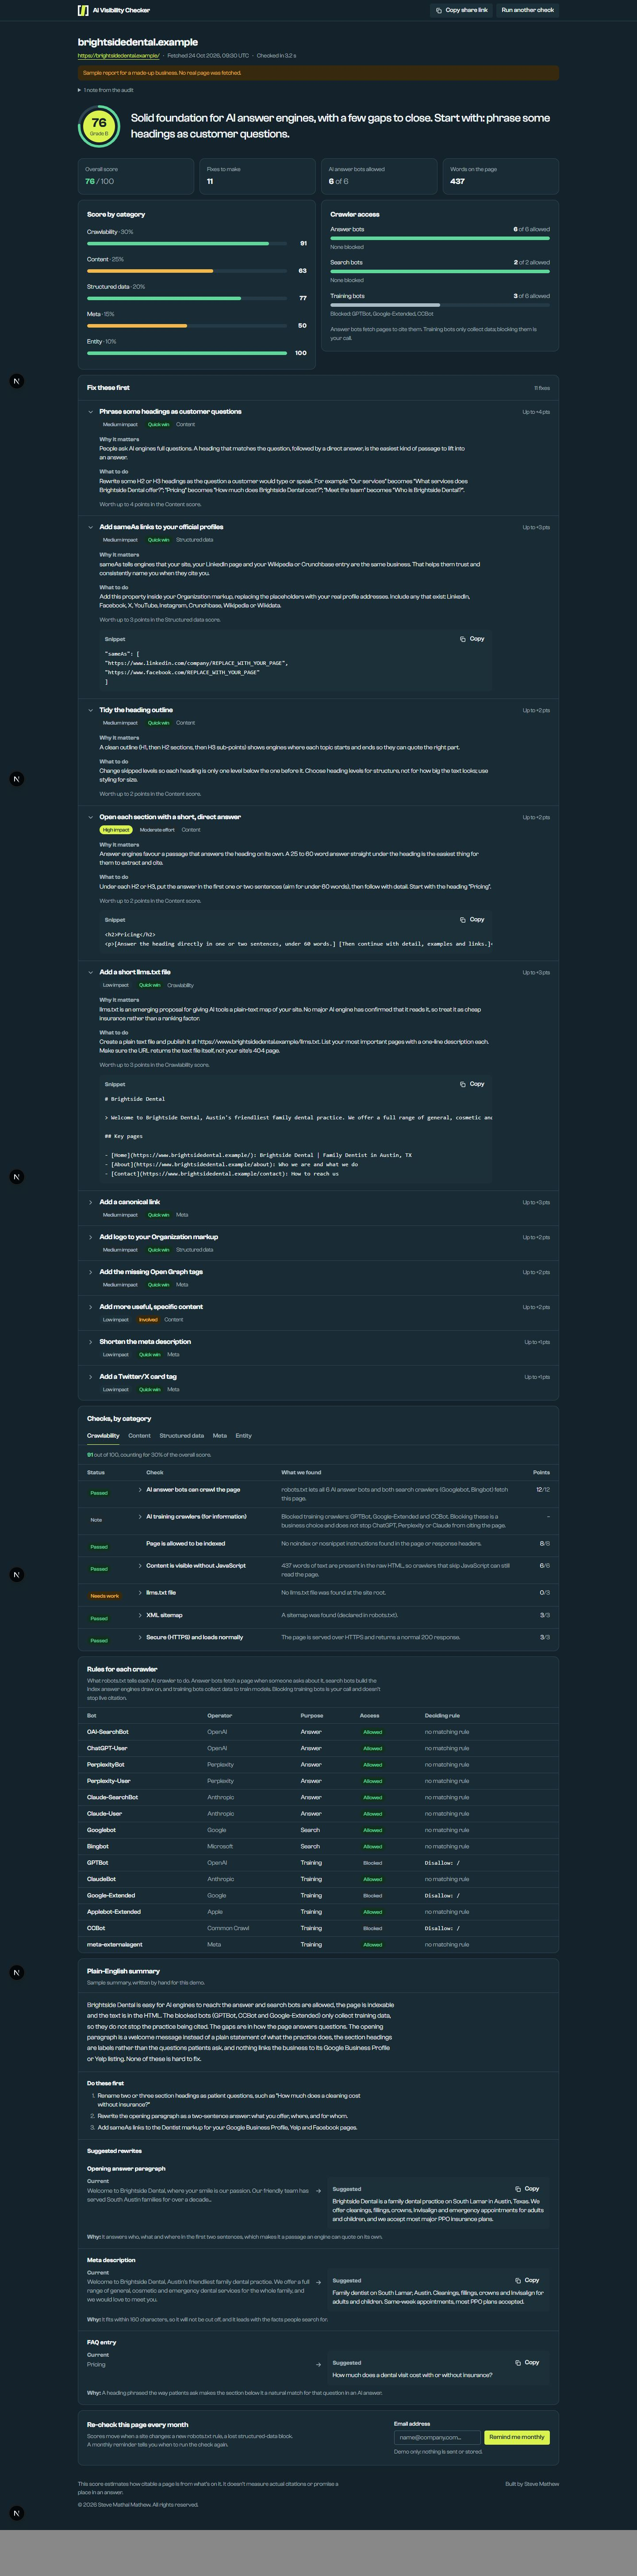 AI Visibility Checker
Copy share link
Run another check
brightsidedental.example
https://brightsidedental.example/ · Fetched 24 Oct 2026, 09:30 UTC · Checked in 3.2 s
Sample report for a made-up business. No real page was fetched.
1 note from the audit
76
Grade B
Solid foundation for AI answer engines, with a few gaps to close. Start with: phrase some
headings as customer questions.
Overall score
76 / 100
Fixes to make
11
AI answer bots allowed
6 of 6
Words on the page
437
Score by category
Crawlability · 30%
91
Content · 25%
63
Structured data · 20%
77
Meta · 15%
50
Entity · 10%
100
Crawler access
Answer bots
6 of 6 allowed
None blocked
Search bots
2 of 2 allowed
None blocked
Training bots
3 of 6 allowed
Blocked: GPTBot, Google-Extended, CCBot
Answer bots fetch pages to cite them. Training bots only collect data; blocking them is
your call.
Fix these first
11 fixes
Phrase some headings as customer questions
Up to +4 pts
Medium impact Quick win Content
Why it matters
People ask AI engines full questions. A heading that matches the question, followed by a direct answer, is the easiest kind of passage to lift into
an answer.
What to do
Rewrite some H2 or H3 headings as the question a customer would type or speak. For example: "Our services" becomes "What services does
Brightside Dental offer?"; "Pricing" becomes "How much does Brightside Dental cost?"; "Meet the team" becomes "Who is Brightside Dental?".
Worth up to 4 points in the Content score.
Add sameAs links to your official profiles
Up to +3 pts
Medium impact Quick win Structured data
Why it matters
sameAs tells engines that your site, your LinkedIn page and your Wikipedia or Crunchbase entry are the same business. That helps them trust and
consistently name you when they cite you.
What to do
Add this property inside your Organization markup, replacing the placeholders with your real profile addresses. Include any that exist: LinkedIn,
Facebook, X, YouTube, Instagram, Crunchbase, Wikipedia or Wikidata.
Worth up to 3 points in the Structured data score.
Snippet
Copy
"sameAs": [
"https://www.linkedin.com/company/REPLACE_WITH_YOUR_PAGE",
"https://www.facebook.com/REPLACE_WITH_YOUR_PAGE"
]
Tidy the heading outline
Up to +2 pts
Medium impact Quick win Content
Why it matters
A clean outline (H1, then H2 sections, then H3 sub-points) shows engines where each topic starts and ends so they can quote the right part.
What to do
Change skipped levels so each heading is only one level below the one before it. Choose heading levels for structure, not for how big the text looks; use
styling for size.
Worth up to 2 points in the Content score.
Open each section with a short, direct answer
Up to +2 pts
High impact Moderate effort Content
Why it matters
Answer engines favour a passage that answers the heading on its own. A 25 to 60 word answer straight under the heading is the easiest thing for
them to extract and cite.
What to do
Under each H2 or H3, put the answer in the first one or two sentences (aim for under 60 words), then follow with detail. Start with the heading "Pricing".
Worth up to 2 points in the Content score.
Snippet
Copy
<h2>Pricing</h2>
<p>[Answer the heading directly in one or two sentences, under 60 words.] [Then continue with detail, examples and links.]<
Add a short llms.txt file
Up to +3 pts
Low impact Quick win Crawlability
Why it matters
llms.txt is an emerging proposal for giving AI tools a plain-text map of your site. No major AI engine has confirmed that it reads it, so treat it as cheap
insurance rather than a ranking factor.
What to do
Create a plain text file and publish it at https://www.brightsidedental.example/llms.txt. List your most important pages with a one-line description each.
Make sure the URL returns the text file itself, not your site's 404 page.
Worth up to 3 points in the Crawlability score.
Snippet
Copy
# Brightside Dental
> Welcome to Brightside Dental, Austin's friendliest family dental practice. We offer a full range of general, cosmetic and
## Key pages
- [Home](https://www.brightsidedental.example/): Brightside Dental | Family Dentist in Austin, TX
- [About](https://www.brightsidedental.example/about): Who we are and what we do
- [Contact](https://www.brightsidedental.example/contact): How to reach us
Add a canonical link
Up to +3 pts
Medium impact Quick win Meta
Add logo to your Organization markup
Up to +2 pts
Medium impact Quick win Structured data
Add the missing Open Graph tags
Up to +2 pts
Medium impact Quick win Meta
Add more useful, specific content
Up to +2 pts
Low impact Involved Content
Shorten the meta description
Up to +1 pts
Low impact Quick win Meta
Add a Twitter/X card tag
Up to +1 pts
Low impact Quick win Meta
Checks, by category
Crawlability Content Structured data Meta Entity
91 out of 100, counting for 30% of the overall score.
Status Check What we found Points
Passed AI answer bots can crawl the page robots.txt lets all 6 AI answer bots and both search crawlers (Googlebot, Bingbot) fetch 12/12
this page.
Note AI training crawlers (for information) Blocked training crawlers: GPTBot, Google-Extended and CCBot. Blocking these is a –
business choice and does not stop ChatGPT, Perplexity or Claude from citing the page.
Passed Page is allowed to be indexed No noindex or nosnippet instructions found in the page or response headers. 8/8
Passed Content is visible without JavaScript 437 words of text are present in the raw HTML, so crawlers that skip JavaScript can still 6/6
read the page.
Needs work llms.txt file No llms.txt file was found at the site root. 0/3
Passed XML sitemap A sitemap was found (declared in robots.txt). 3/3
Passed Secure (HTTPS) and loads normally The page is served over HTTPS and returns a normal 200 response. 3/3
Rules for each crawler
What robots.txt tells each AI crawler to do. Answer bots fetch a page when someone asks about it, search bots build the
index answer engines draw on, and training bots collect data to train models. Blocking training bots is your call and doesn't
stop live citation.
Bot Operator Purpose Access Deciding rule
OAI-SearchBot OpenAI Answer Allowed no matching rule
ChatGPT-User OpenAI Answer Allowed no matching rule
PerplexityBot Perplexity Answer Allowed no matching rule
Perplexity-User Perplexity Answer Allowed no matching rule
Claude-SearchBot Anthropic Answer Allowed no matching rule
Claude-User Anthropic Answer Allowed no matching rule
Googlebot Google Search Allowed no matching rule
Bingbot Microsoft Search Allowed no matching rule
GPTBot OpenAI Training Blocked Disallow: /
ClaudeBot Anthropic Training Allowed no matching rule
Google-Extended Google Training Blocked Disallow: /
Applebot-Extended Apple Training Allowed no matching rule
CCBot Common Crawl Training Blocked Disallow: /
meta-externalagent Meta Training Allowed no matching rule
Plain-English summary
Sample summary, written by hand for this demo.
Brightside Dental is easy for AI engines to reach: the answer and search bots are allowed, the page is indexable
and the text is in the HTML. The blocked bots (GPTBot, CCBot and Google-Extended) only collect training data,
so they do not stop the practice being cited. The gaps are in how the page answers questions. The opening
paragraph is a welcome message instead of a plain statement of what the practice does, the section headings
are labels rather than the questions patients ask, and nothing links the business to its Google Business Profile
or Yelp listing. None of these is hard to fix.
Do these first
1. Rename two or three section headings as patient questions, such as "How much does a cleaning cost
without insurance?"
2. Rewrite the opening paragraph as a two-sentence answer: what you offer, where, and for whom.
3. Add sameAs links to the Dentist markup for your Google Business Profile, Yelp and Facebook pages.
Suggested rewrites
Opening answer paragraph
Current
Welcome to Brightside Dental, where your smile is our passion. Our friendly team has
served South Austin families for over a decade...
→
Suggested
Copy
Brightside Dental is a family dental practice on South Lamar in Austin, Texas. We
offer cleanings, fillings, crowns, Invisalign and emergency appointments for adults
and children, and we accept most major PPO insurance plans.
Why: It answers who, what and where in the first two sentences, which makes it a passage an engine can quote on its own.
Meta description
Current
Welcome to Brightside Dental, Austin's friendliest family dental practice. We offer a full
range of general, cosmetic and emergency dental services for the whole family, and
we would love to meet you.
→
Suggested
Copy
Family dentist on South Lamar, Austin. Cleanings, fillings, crowns and Invisalign for
adults and children. Same-week appointments, most PPO plans accepted.
Why: It fits within 160 characters, so it will not be cut off, and it leads with the facts people search for.
FAQ entry
Current
Pricing
→
Suggested
Copy
How much does a dental visit cost with or without insurance?
Why: A heading phrased the way patients ask makes the section below it a natural match for that question in an AI answer.
Re-check this page every month
Scores move when a site changes: a new robots.txt rule, a lost structured-data block.
A monthly reminder tells you when to run the check again.
Email address
name@company.com
Remind me monthly
Demo only: nothing is sent or stored.
This score estimates how citable a page is from what's on it. It doesn't measure actual citations or promise a
place in an answer.
Built by Steve Mathew
© 2026 Steve Mathai Mathew. All rights reserved.